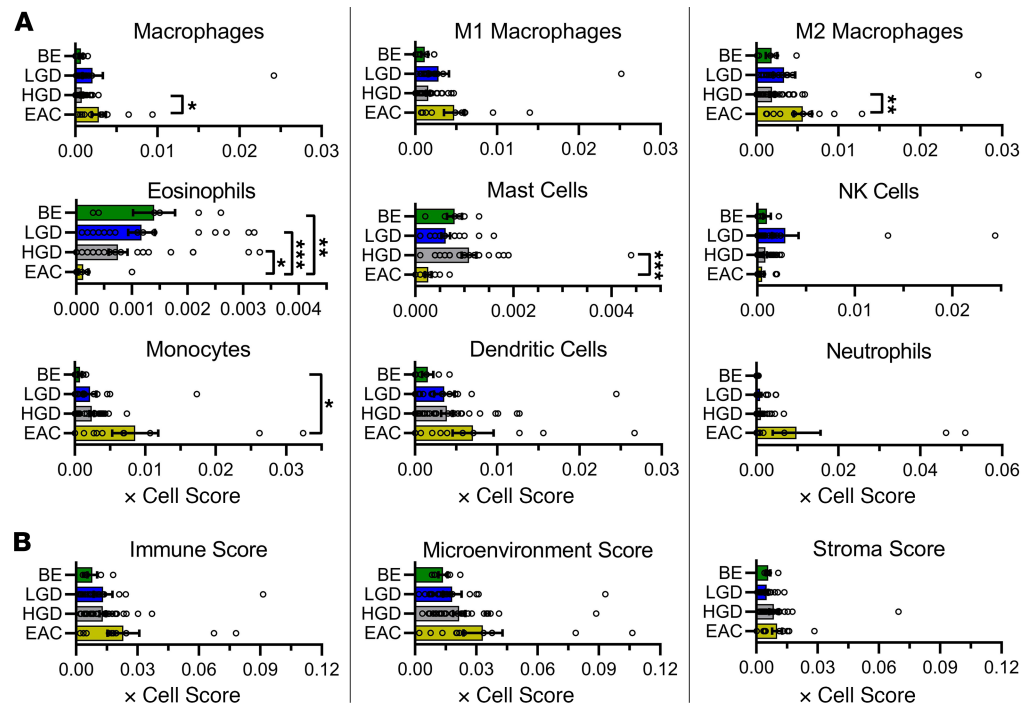 A
Macrophages
BE
LGD
HGD
EAC
*
0.00 0.01 0.02 0.03
M1 Macrophages
BE
LGD
HGD
EAC
0.00 0.01 0.02 0.03
M2 Macrophages
BE
LGD
HGD
EAC
**
0.00 0.01 0.02 0.03
Eosinophils
BE
LGD
HGD
EAC
* *** **
0.000 0.001 0.002 0.003 0.004
Mast Cells
BE
LGD
HGD
EAC
***
0.000 0.002 0.004
NK Cells
BE
LGD
HGD
EAC
0.00 0.01 0.02
Monocytes
BE
LGD
HGD
EAC
*
0.00 0.01 0.02 0.03
× Cell Score
Dendritic Cells
BE
LGD
HGD
EAC
0.00 0.01 0.02 0.03
× Cell Score
Neutrophils
BE
LGD
HGD
EAC
0.00 0.02 0.04 0.06
× Cell Score
B
Immune Score
BE
LGD
HGD
EAC
0.00 0.03 0.06 0.09 0.12
× Cell Score
Microenvironment Score
BE
LGD
HGD
EAC
0.00 0.03 0.06 0.09 0.12
× Cell Score
Stroma Score
BE
LGD
HGD
EAC
0.00 0.03 0.06 0.09 0.12
× Cell Score